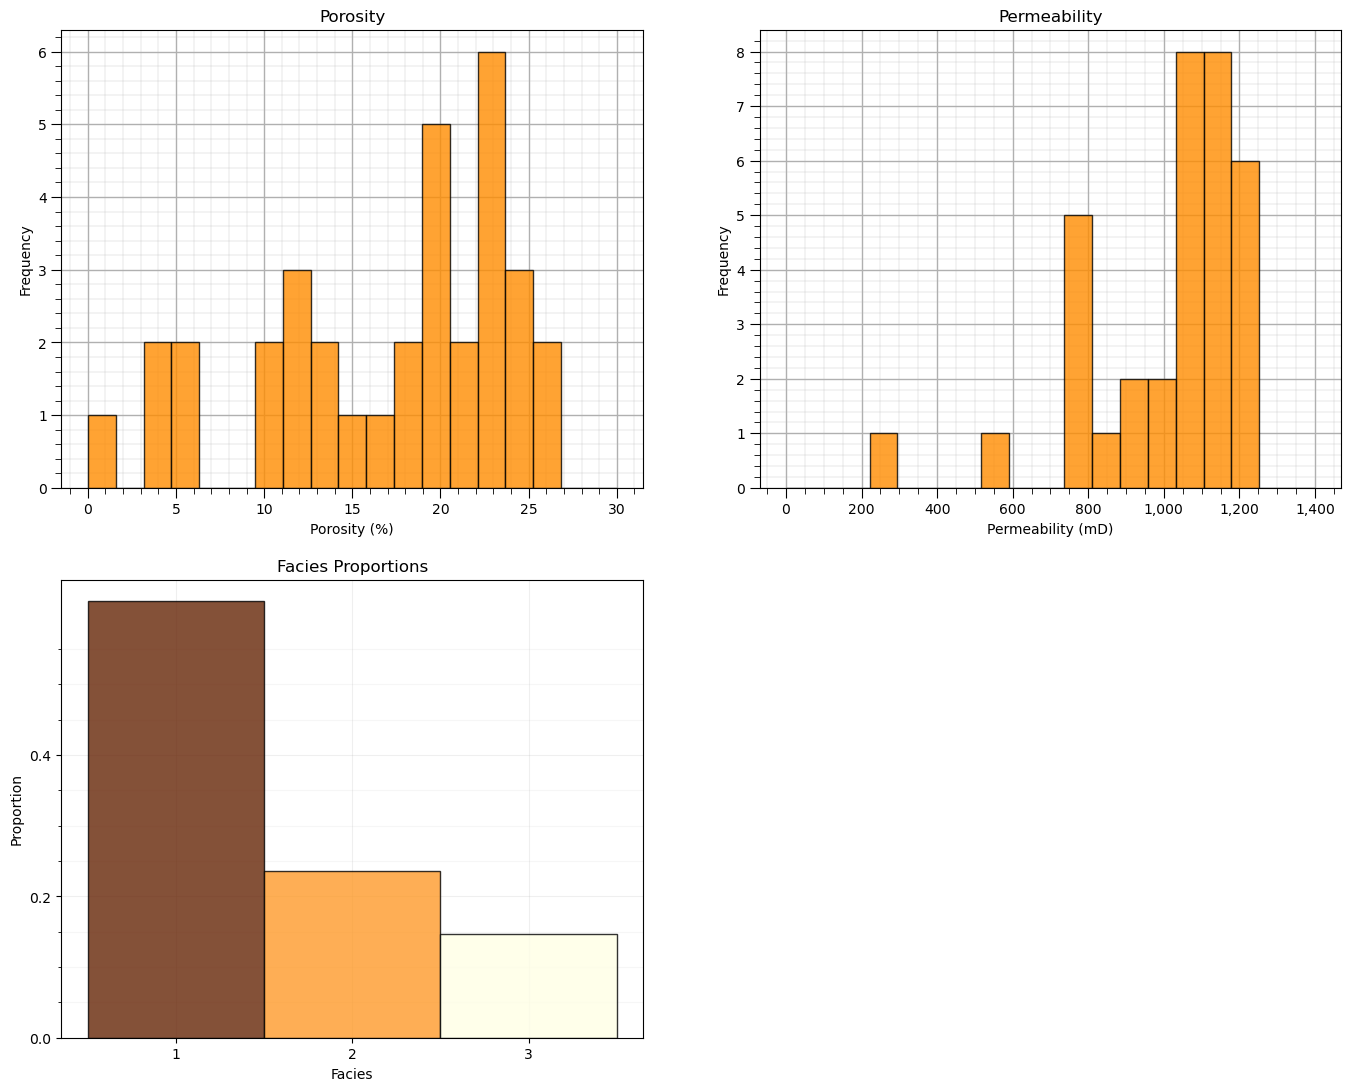 Porosity
Frequency
6
5
4
3
2
1
0
0 5 10 15 20 25 30
Porosity (%)
Permeability
Frequency
8
7
6
5
4
3
2
1
0
0 200 400 600 800 1,000 1,200 1,400
Permeability (mD)
Facies Proportions
Proportion
0.4
0.2
0.0
1 2 3
Facies